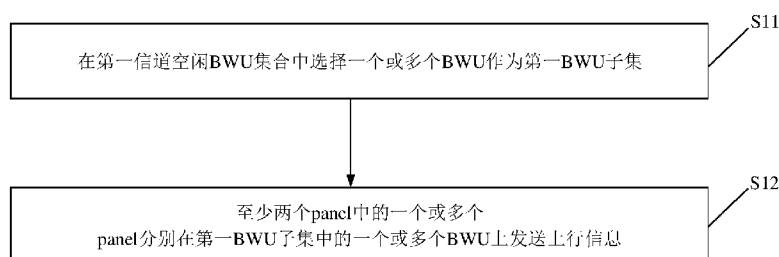 S11
在第一信道空闲BWU集合中选择一个或多个BWU作为第一BWU子集
S12
至少两个panel中的一个或多个
panel分别在第一BWU子集中的一个或多个BWU上发送上行信息